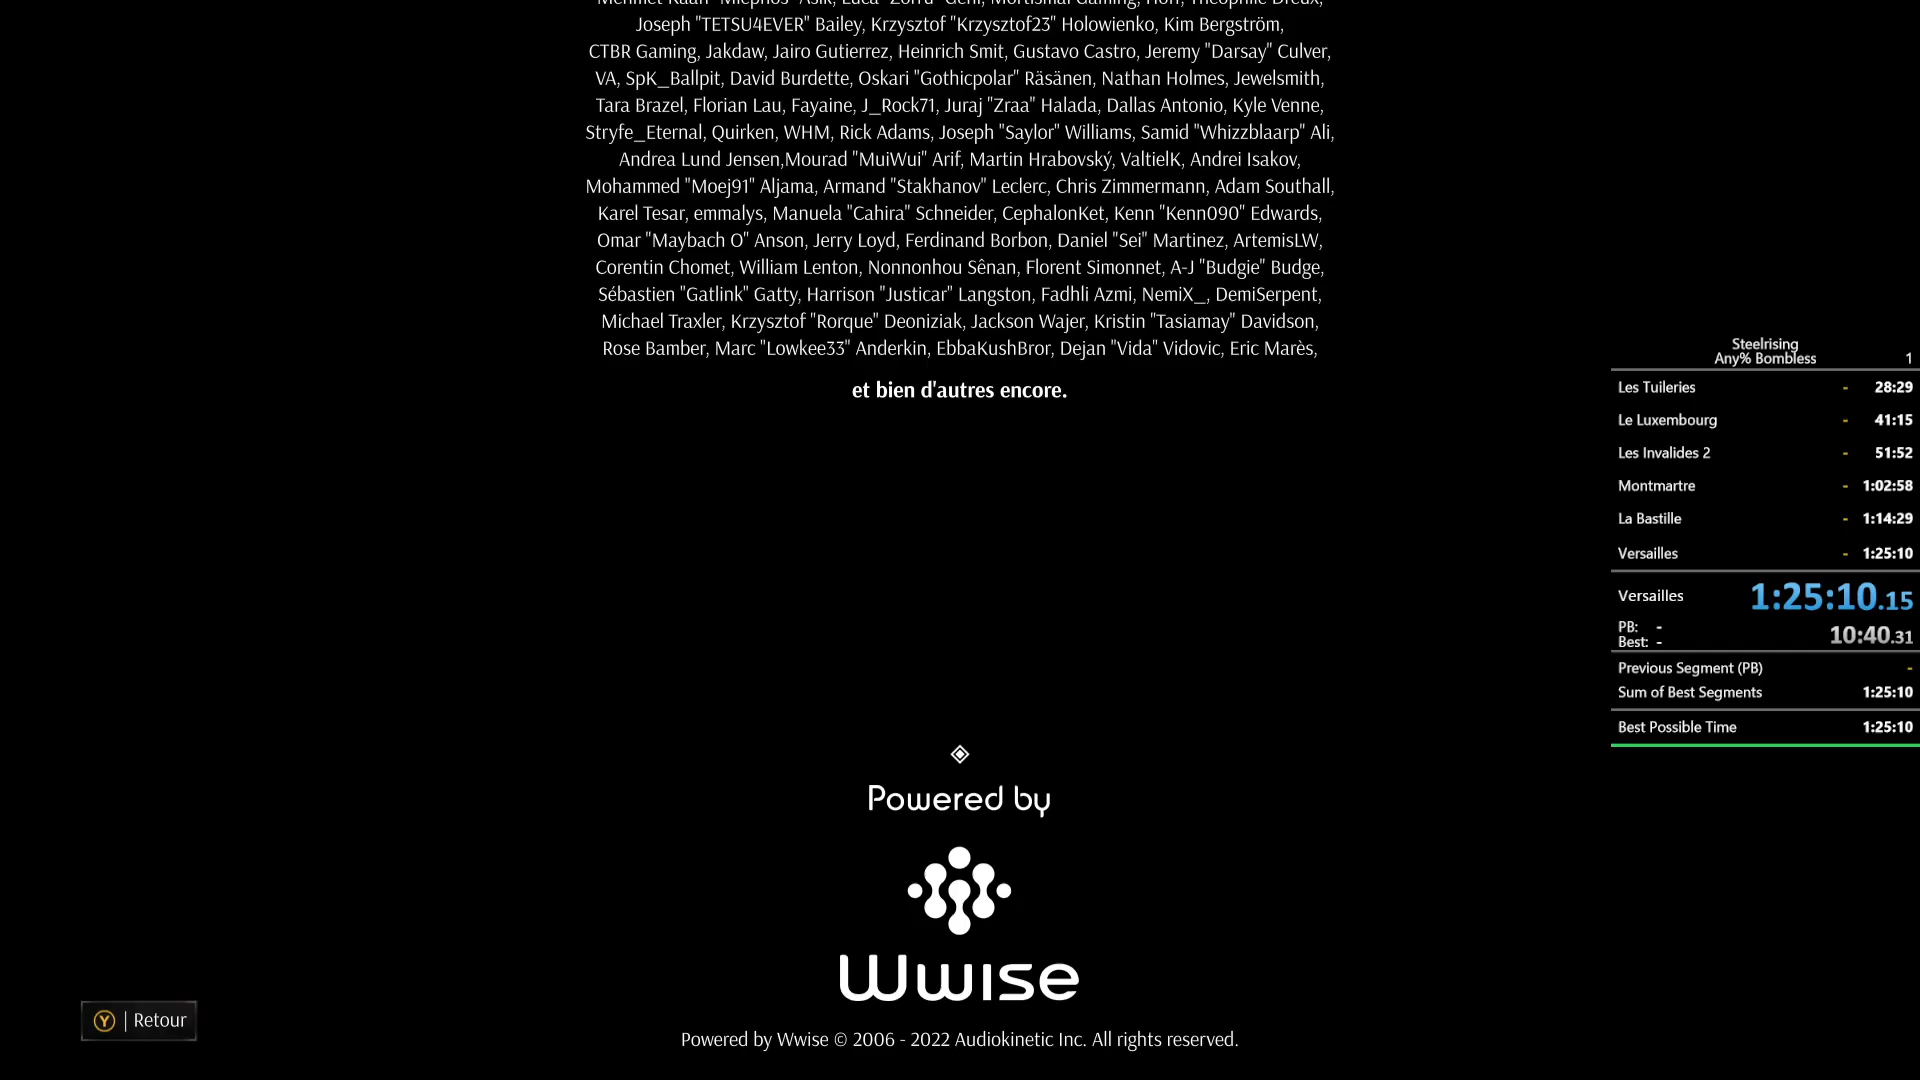 Joseph "TETSU4EVER" Bailey, Krzysztof "Krzysztof23" Holowienko, Kim Bergström,
CTBR Gaming, Jakdaw, Jairo Gutierrez, Heinrich Smit, Gustavo Castro, Jeremy "Darsay" Culver,
VA, SpK_Ballpit, David Burdette, Oskari "Gothicpolar" Räsänen, Nathan Holmes, Jewelsmith,
Tara Brazel, Florian Lau, Fayaine, J_Rock71, Juraj "Zraa" Halada, Dallas Antonio, Kyle Venne,
Stryfe_Eternal, Quirken, WHM, Rick Adams, Joseph "Saylor" Williams, Samid "Whizzblaarp" Ali,
Andrea Lund Jensen,Mourad "MuiWui" Arif, Martin Hrabovský, ValtielK, Andrei Isakov,
Mohammed "Moej91" Aljama, Armand "Stakhanov" Leclerc, Chris Zimmermann, Adam Southall,
Karel Tesar, emmalys, Manuela "Cahira" Schneider, CephalonKet, Kenn "Kenn090" Edwards,
Omar "Maybach O" Anson, Jerry Loyd, Ferdinand Borbon, Daniel "Sei" Martinez, ArtemisLW,
Corentin Chomet, William Lenton, Nonnonhou Sênan, Florent Simonnet, A-J "Budgie" Budge,
Sébastien "Gatlink" Gatty, Harrison "Justicar" Langston, Fadhli Azmi, NemiX_, DemiSerpent,
Michael Traxler, Krzysztof "Rorque" Deoniziak, Jackson Wajer, Kristin "Tasiamay" Davidson,
Rose Bamber, Marc "Lowkee33" Anderkin, EbbaKushBror, Dejan "Vida" Vidovic, Eric Marès,
et bien d'autres encore.
Powered by
Wwise
Powered by Wwise © 2006 - 2022 Audiokinetic Inc. All rights reserved.
Y | Retour
Steelrising
Any% Bombless 1
Les Tuileries - 28:29
Le Luxembourg - 41:15
Les Invalides 2 - 51:52
Montmartre - 1:02:58
La Bastille - 1:14:29
Versailles - 1:25:10
Versailles 1:25:10.15
PB: - 10:40.31
Best: -
Previous Segment (PB) -
Sum of Best Segments 1:25:10
Best Possible Time 1:25:10